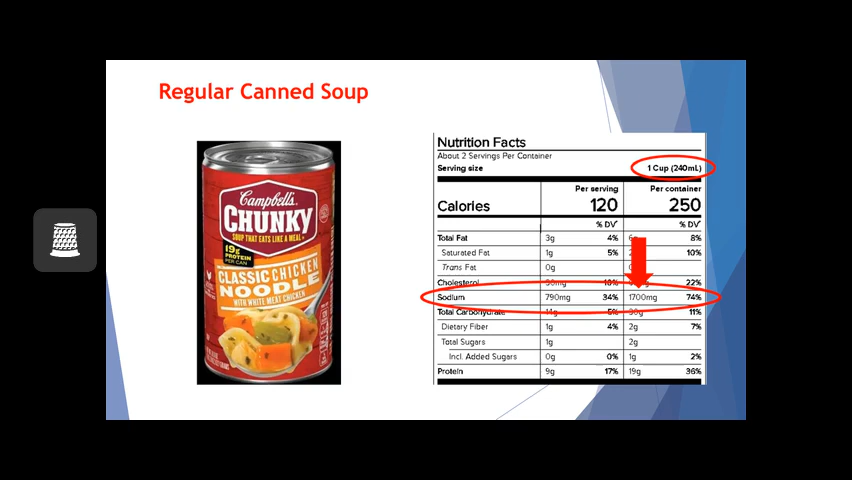 Regular Canned Soup
Campbell's
CHUNKY
SOUP THAT EATS LIKE A MEAL
19g
PROTEIN
PER CAN
CLASSIC CHICKEN
NOODLE
WITH WHITE MEAT CHICKEN
Nutrition Facts
About 2 Servings Per Container
Serving size 1 Cup (240mL)
Per serving Per container
Calories 120 250
% DV* % DV*
Total Fat 3g 4% 8%
Saturated Fat 1g 5% 10%
Trans Fat 0g
Cholesterol 10% 22%
Sodium 790mg 34% 1700mg 74%
Total Carbohydrate 14g 5% 30g 11%
Dietary Fiber 1g 4% 2g 7%
Total Sugars 1g 2g
Incl. Added Sugars 0g 0% 1g 2%
Protein 9g 17% 19g 36%